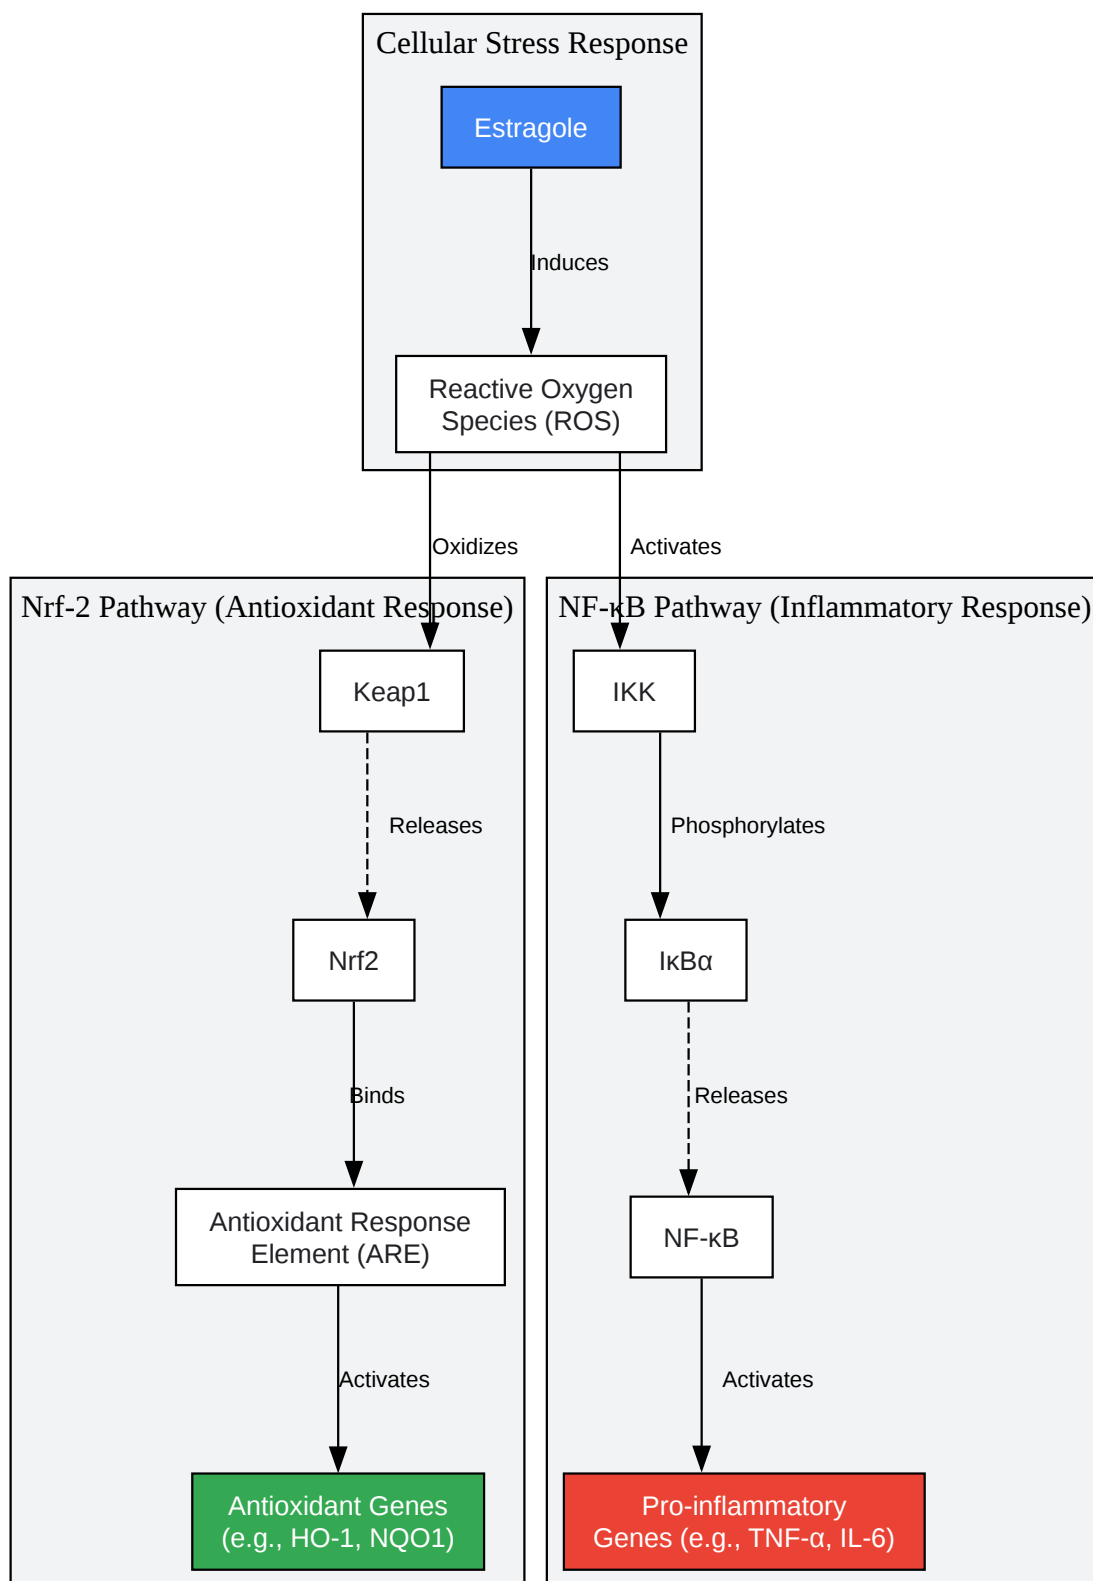 Cellular Stress Response
Estragole
Induces
Reactive Oxygen
Species (ROS)
Oxidizes
Activates
Nrf-2 Pathway (Antioxidant Response)
Keap1
Releases
Nrf2
Binds
Antioxidant Response
Element (ARE)
Activates
Antioxidant Genes
(e.g., HO-1, NQO1)
NF-κB Pathway (Inflammatory Response)
IKK
Phosphorylates
IκBα
Releases
NF-κB
Activates
Pro-inflammatory
Genes (e.g., TNF-α, IL-6)